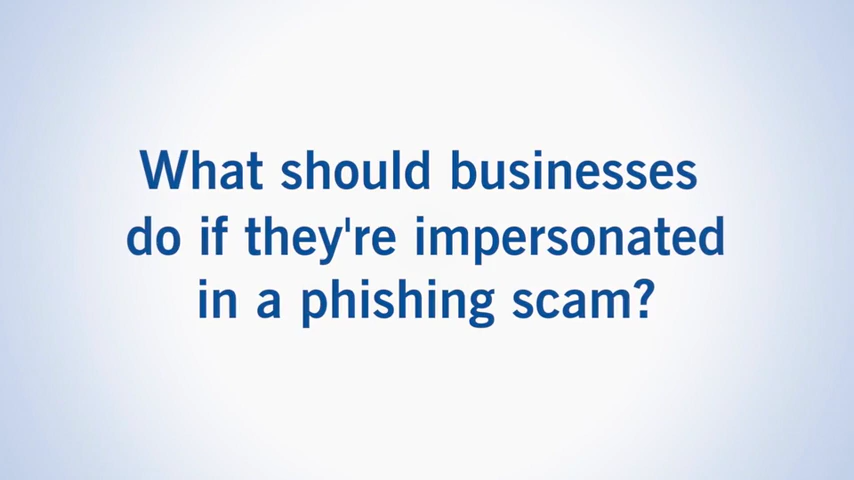 What should businesses
do if they're impersonated
in a phishing scam?